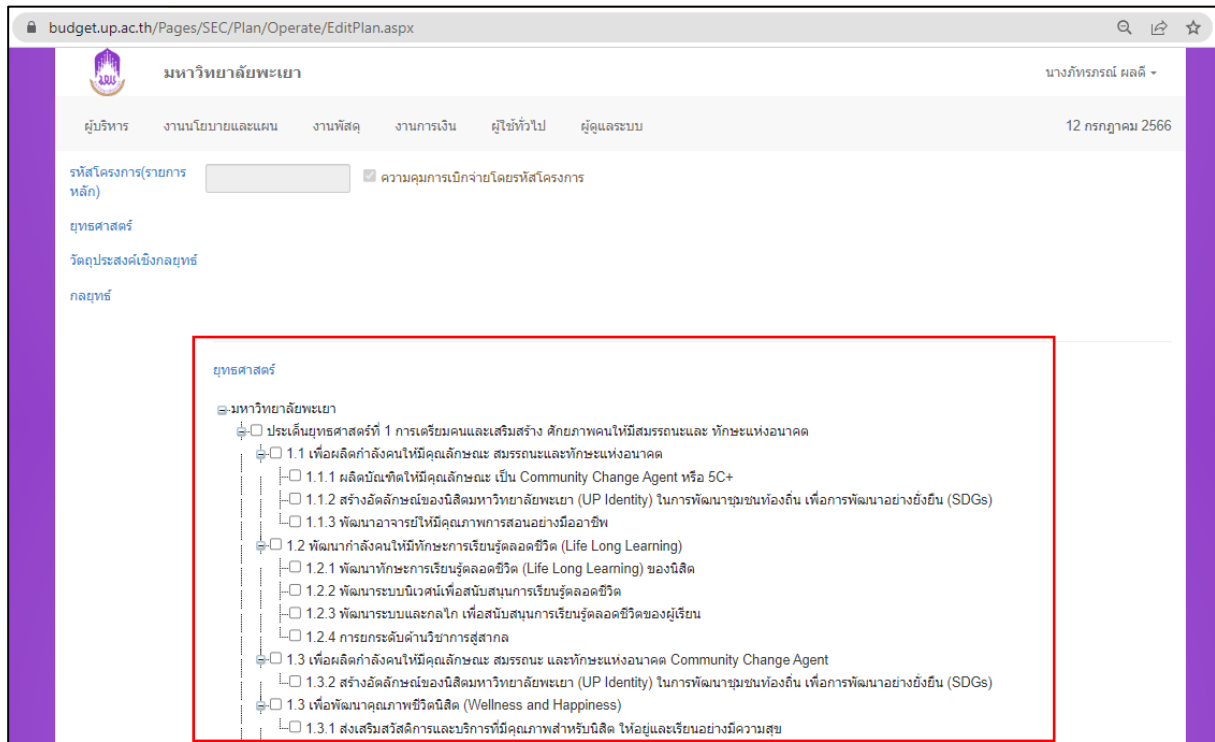 budget.up.ac.th/Pages/SEC/Plan/Operate/EditPlan.aspx
มหาวิทยาลัยพะเยา
นางภัทรภรณ์ ผลดี
ผู้บริหาร งานนโยบายและแผน งานพัสดุ งานการเงิน ผู้ใช้ทั่วไป ผู้ดูแลระบบ 12 กรกฎาคม 2566
รหัสโครงการ(รายการ
หลัก)
ความคุมการเบิกจ่ายโดยรหัสโครงการ
ยุทธศาสตร์
วัตถุประสงค์เชิงกลยุทธ์
กลยุทธ์
ยุทธศาสตร์
มหาวิทยาลัยพะเยา
ประเด็นยุทธศาสตร์ที่ 1 การเตรียมคนและเสริมสร้าง ศักยภาพคนให้มีสมรรถนะและ ทักษะแห่งอนาคต
1.1 เพื่อผลิตกำลังคนให้มีคุณลักษณะ สมรรถนะและทักษะแห่งอนาคต
1.1.1 ผลิตบัณฑิตให้มีคุณลักษณะ เป็น Community Change Agent หรือ 5C+
1.1.2 สร้างอัตลักษณ์ของนิสิตมหาวิทยาลัยพะเยา (UP Identity) ในการพัฒนาชุมชนท้องถิ่น เพื่อการพัฒนาอย่างยั่งยืน (SDGs)
1.1.3 พัฒนาอาจารย์ให้มีคุณภาพการสอนอย่างมืออาชีพ
1.2 พัฒนากำลังคนให้มีทักษะการเรียนรู้ตลอดชีวิต (Life Long Learning)
1.2.1 พัฒนาทักษะการเรียนรู้ตลอดชีวิต (Life Long Learning) ของนิสิต
1.2.2 พัฒนาระบบนิเวศน์เพื่อสนับสนุนการเรียนรู้ตลอดชีวิต
1.2.3 พัฒนาระบบและกลไก เพื่อสนับสนุนการเรียนรู้ตลอดชีวิตของผู้เรียน
1.2.4 การยกระดับด้านวิชาการสู่สากล
1.3 เพื่อผลิตกำลังคนให้มีคุณลักษณะ สมรรถนะ และทักษะแห่งอนาคต Community Change Agent
1.3.2 สร้างอัตลักษณ์ของนิสิตมหาวิทยาลัยพะเยา (UP Identity) ในการพัฒนาชุมชนท้องถิ่น เพื่อการพัฒนาอย่างยั่งยืน (SDGs)
1.3 เพื่อพัฒนาคุณภาพชีวิตนิสิต (Wellness and Happiness)
1.3.1 ส่งเสริมสวัสดิการและบริการที่มีคุณภาพสำหรับนิสิต ให้อยู่และเรียนอย่างมีความสุข